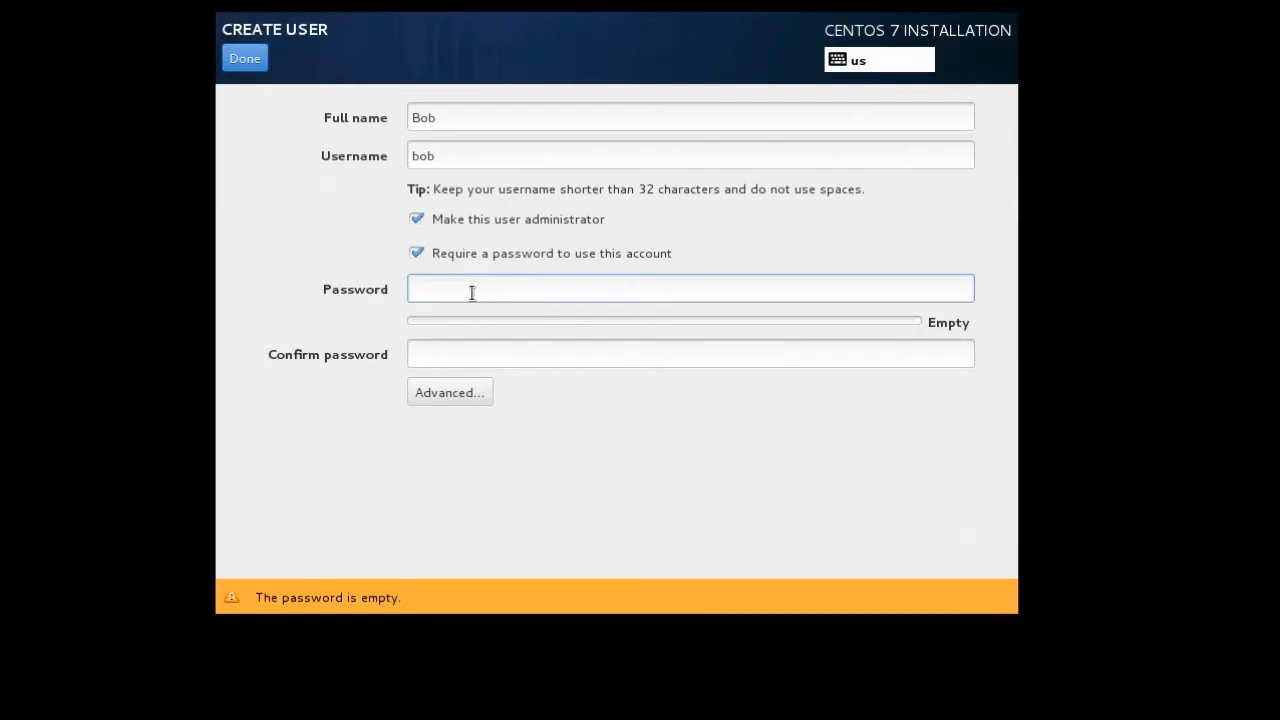 CREATE USER
CENTOS 7 INSTALLATION
Done
us
Full name
Bob
Username
bob
Tip: Keep your username shorter than 32 characters and do not use spaces.
Make this user administrator
Require a password to use this account
Password
Empty
Confirm password
Advanced...
The password is empty.